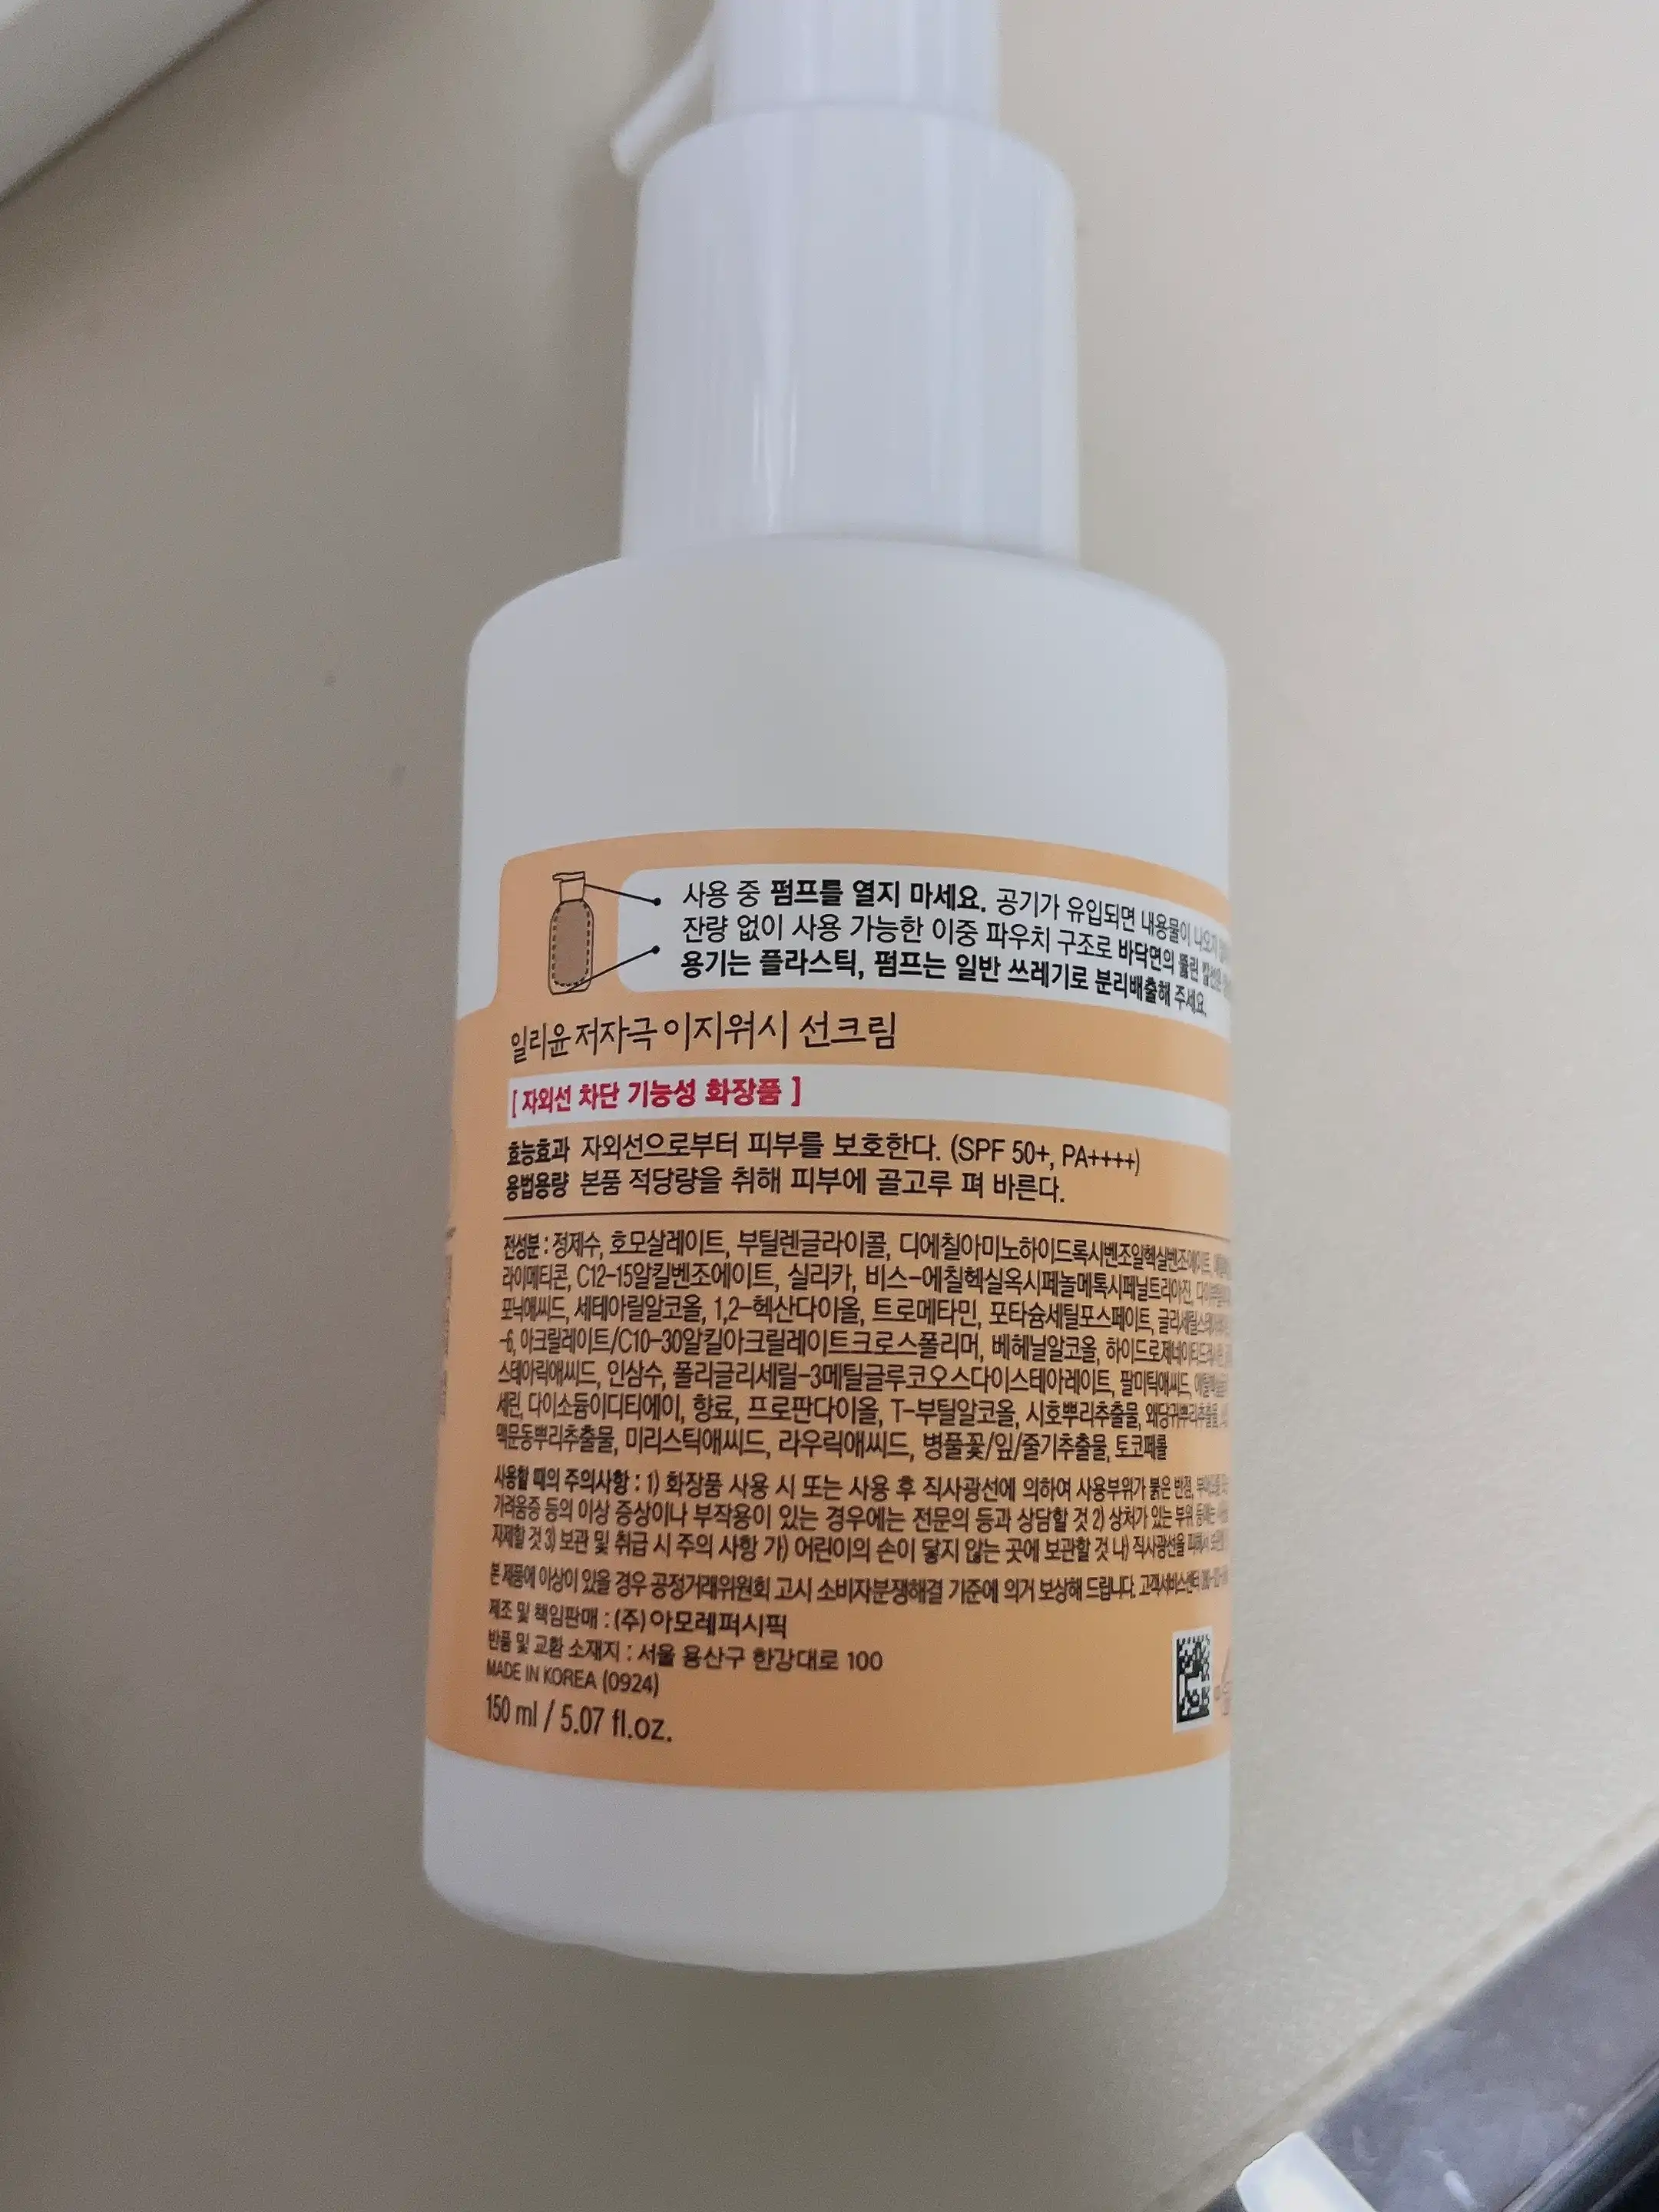 사용 중 펌프를 열지 마세요. 공기가 유입되면 내용물이
잔량 없이 사용 가능한 이중 파우치 구조로 바닥면의 뚫린
용기는 플라스틱, 펌프는 일반 쓰레기로 분리배출해 주세요.
일리윤 저자극 이지워시 선크림
[ 자외선 차단 기능성 화장품 ]
효능효과 자외선으로부터 피부를 보호한다. (SPF 50+, PA++++)
용법용량 본품 적당량을 취해 피부에 골고루 펴 바른다.
전성분 : 정제수, 호모살레이트, 부틸렌글라이콜, 디에칠아미노하이드록시벤조일헥실벤조에이트,
라이메티콘, C12-15알킬벤조에이트, 실리카, 비스-에칠헥실옥시페놀메톡시페닐트리아진,
포닉애씨드, 세테아릴알코올, 1,2-헥산다이올, 트로메타민, 포타슘세틸포스페이트,
-6, 아크릴레이트/C10-30알킬아크릴레이트크로스폴리머, 베헤닐알코올,
스테아릭애씨드, 인삼수, 폴리글리세릴-3메틸글루코오스다이스테아레이트, 팔미틱애씨드,
세린, 다이소듐이디티에이, 향료, 프로판다이올, T-부틸알코올, 시호뿌리추출물, 왜당귀뿌리추출물,
맥문동뿌리추출물, 미리스틱애씨드, 라우릭애씨드, 병풀꽃/잎/줄기추출물, 토코페롤
사용할 때의 주의사항 : 1) 화장품 사용 시 또는 사용 후 직사광선에 의하여 사용부위가 붉은 반점,
가려움증 등의 이상 증상이나 부작용이 있는 경우에는 전문의 등과 상담할 것 2) 상처가 있는 부위
자제할 것 3) 보관 및 취급 시 주의 사항 가) 어린이의 손이 닿지 않는 곳에 보관할 것 나) 직사광선을
본 제품에 이상이 있을 경우 공정거래위원회 고시 소비자분쟁해결 기준에 의거 보상해 드립니다. 고객서비스센터
제조 및 책임판매 : (주)아모레퍼시픽
반품 및 교환 소재지 : 서울 용산구 한강대로 100
MADE IN KOREA (0924)
150 ml / 5.07 fl.oz.